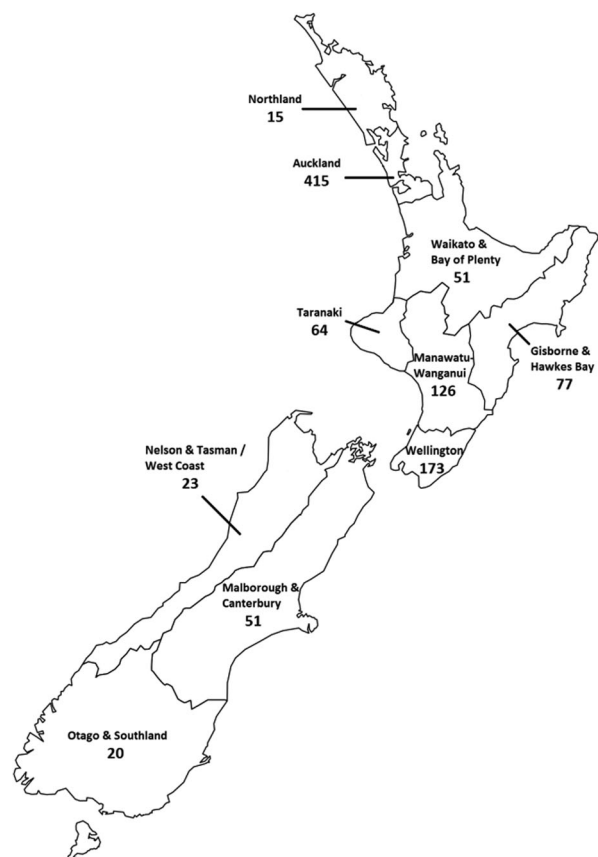 Northland
15
Auckland
415
Waikato &
Bay of Plenty
51
Taranaki
64
Manawatu-
Wanganui
126
Gisborne &
Hawkes Bay
77
Wellington
173
Nelson & Tasman /
West Coast
23
Malborough &
Canterbury
51
Otago & Southland
20